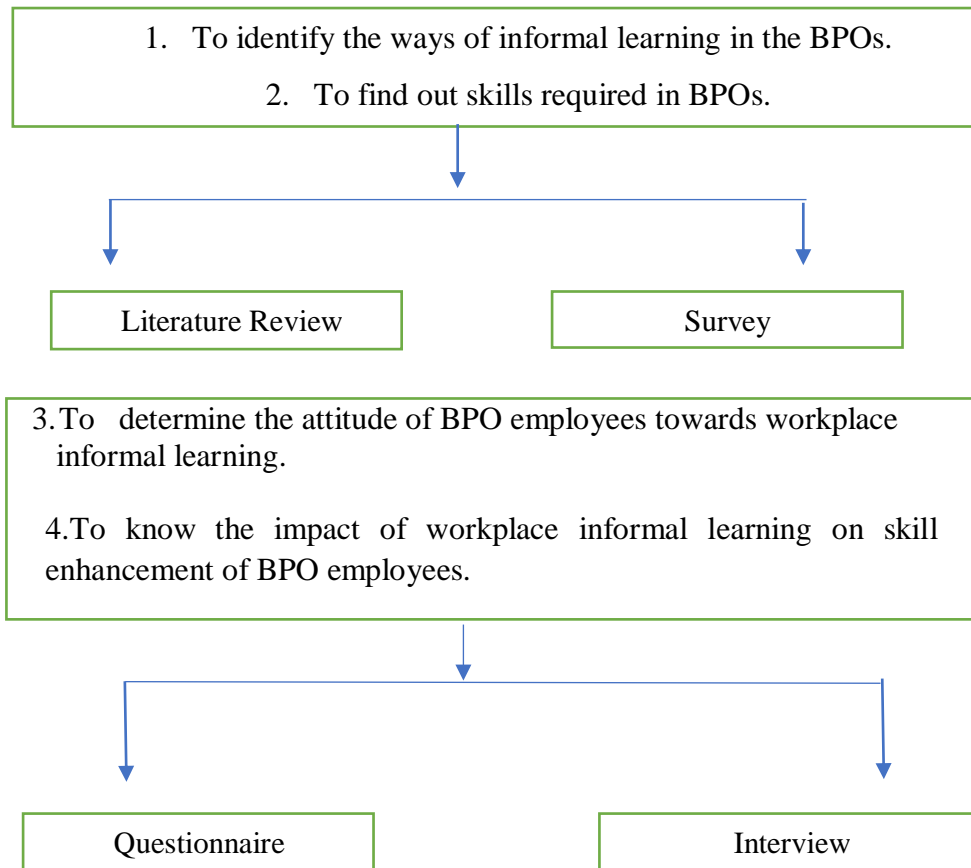 1. To identify the ways of informal learning in the BPOs.
2. To find out skills required in BPOs.
Literature Review
Survey
3.To determine the attitude of BPO employees towards workplace
informal learning.
4.To know the impact of workplace informal learning on skill
enhancement of BPO employees.
Questionnaire
Interview